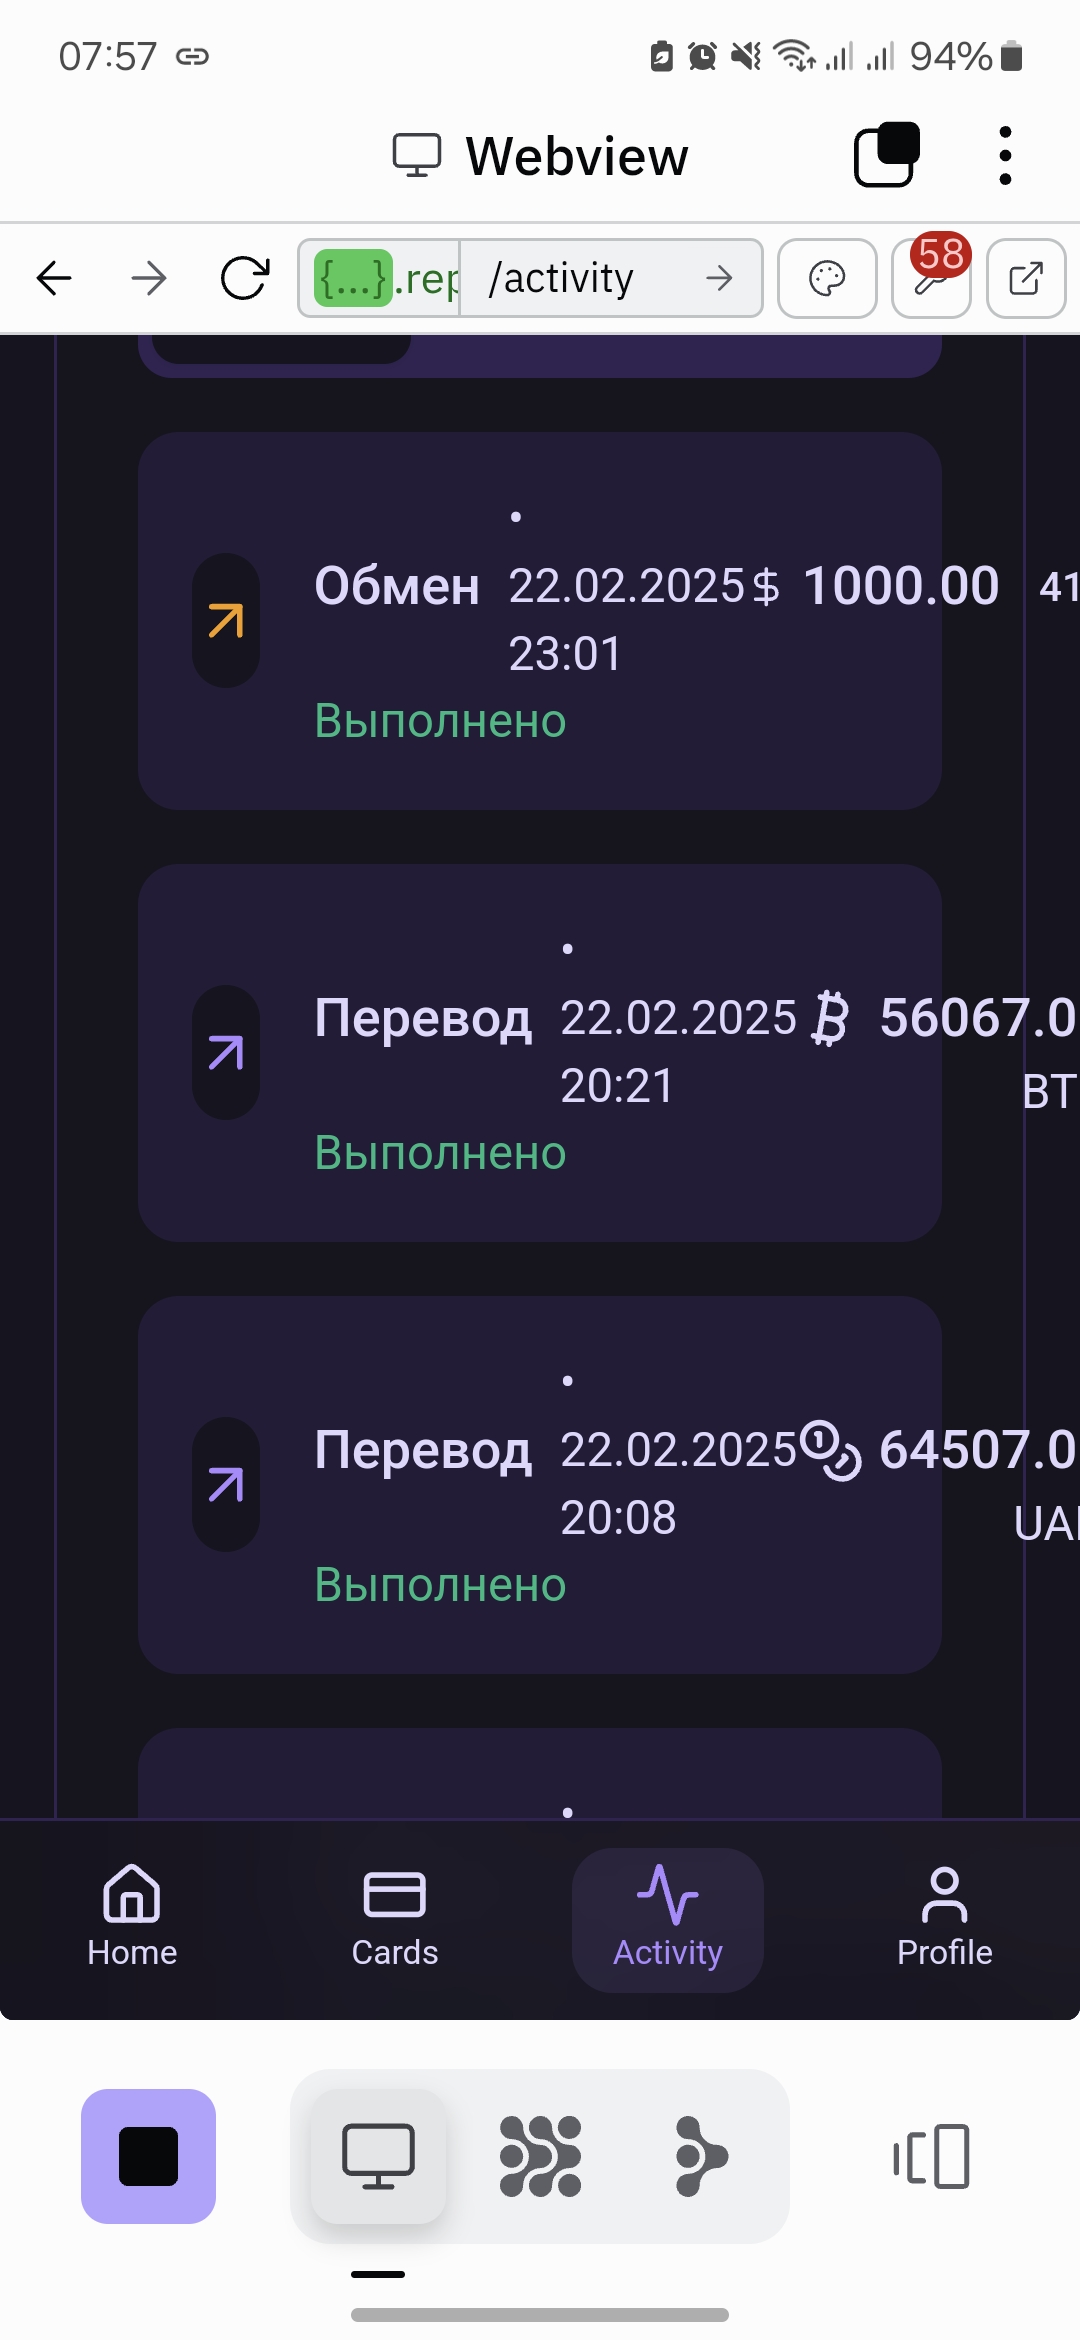 07:57 94%
Webview
{...}.rep /activity 58
•
Обмен 22.02.2025 $ 1000.00 41
23:01
Выполнено
•
Перевод 22.02.2025 ₿ 56067.0
20:21 BT
Выполнено
•
Перевод 22.02.2025 64507.0
20:08 UA
Выполнено
•
Home Cards Activity Profile